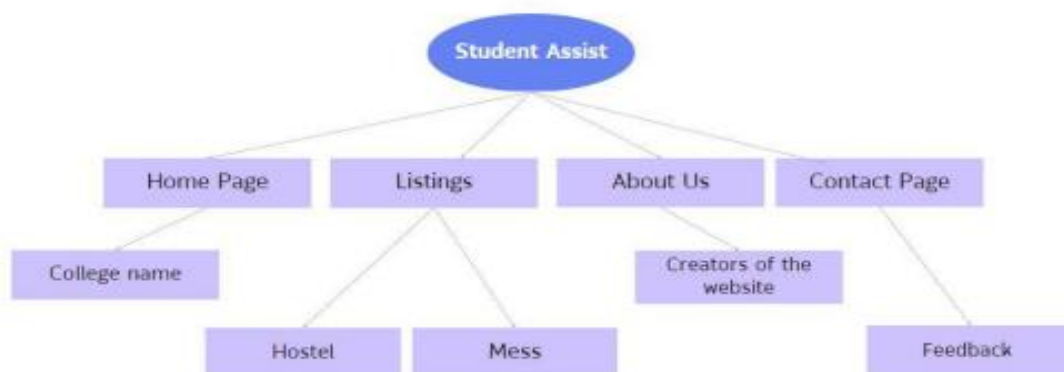 Student Assist
Home Page
Listings
About Us
Contact Page
College name
Creators of the
website
Hostel
Mess
Feedback